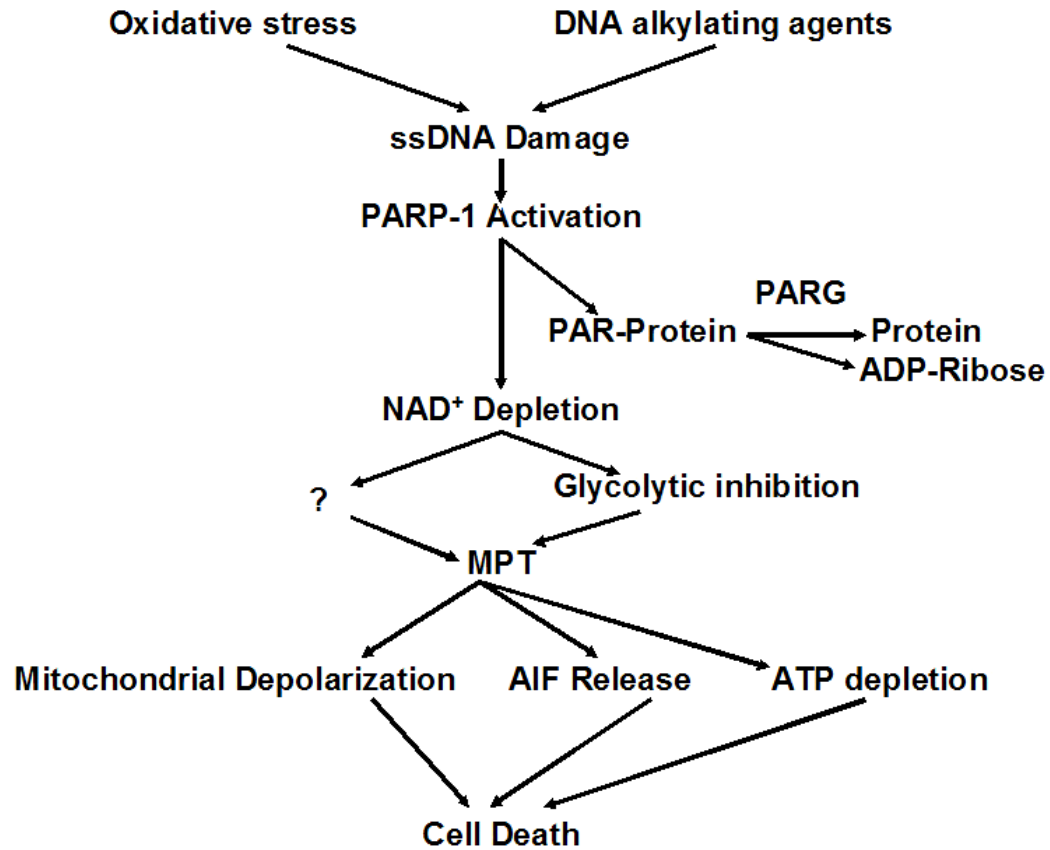 Oxidative stress
DNA alkylating agents
ssDNA Damage
PARP-1 Activation
PARG
PAR-Protein
Protein
ADP-Ribose
NAD⁺ Depletion
?
Glycolytic inhibition
MPT
Mitochondrial Depolarization
AIF Release
ATP depletion
Cell Death